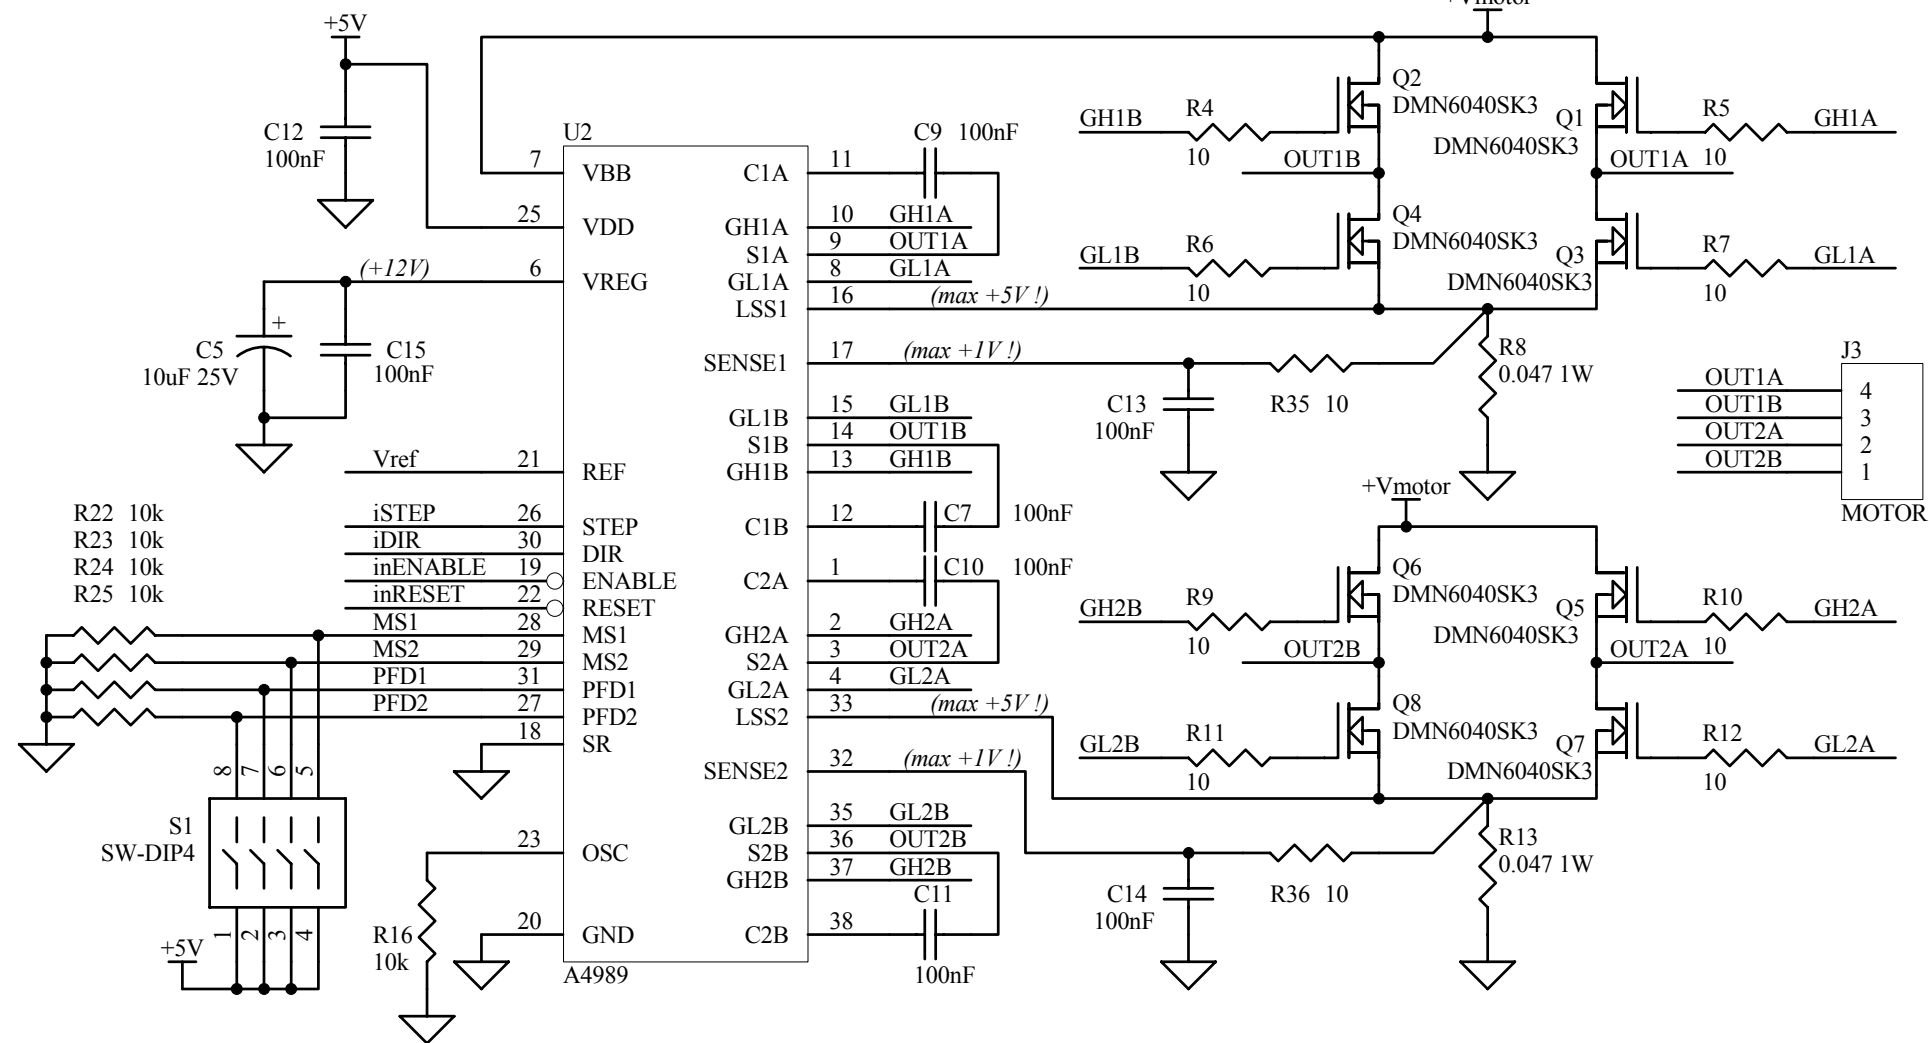 +Vmotor
+5V
C12
100nF
U2
7
VBB
25
VDD
(+12V)
6
VREG
C5
10uF 25V
+
C15
100nF
Vref
21
REF
iSTEP
26
STEP
iDIR
30
DIR
inENABLE
19
ENABLE
inRESET
22
RESET
R22 10k
R23 10k
R24 10k
R25 10k
MS1
28
MS1
MS2
29
MS2
PFD1
31
PFD1
PFD2
27
PFD2
18
SR
8
7
6
5
S1
SW-DIP4
1
2
3
4
+5V
23
OSC
R16
10k
20
GND
A4989
C1A
11
C9 100nF
GH1A
10
GH1A
S1A
9
OUT1A
GL1A
8
GL1A
LSS1
16
(max +5V !)
SENSE1
17
(max +1V !)
GL1B
15
GL1B
S1B
14
OUT1B
GH1B
13
GH1B
C1B
12
C7 100nF
C2A
1
C10 100nF
GH2A
2
GH2A
S2A
3
OUT2A
GL2A
4
GL2A
LSS2
33
(max +5V !)
SENSE2
32
(max +1V !)
GL2B
35
GL2B
S2B
36
OUT2B
GH2B
37
GH2B
C2B
38
C11
100nF
GH1B
R4
10
Q2
DMN6040SK3
Q1
DMN6040SK3
R5
10
GH1A
OUT1B
OUT1A
GL1B
R6
10
Q4
DMN6040SK3
Q3
DMN6040SK3
R7
10
GL1A
C13
100nF
R35 10
R8
0.047 1W
J3
OUT1A
4
OUT1B
3
OUT2A
2
OUT2B
1
MOTOR
+Vmotor
GH2B
R9
10
Q6
DMN6040SK3
Q5
DMN6040SK3
R10
10
GH2A
OUT2B
OUT2A
GL2B
R11
10
Q8
DMN6040SK3
Q7
DMN6040SK3
R12
10
GL2A
C14
100nF
R36 10
R13
0.047 1W